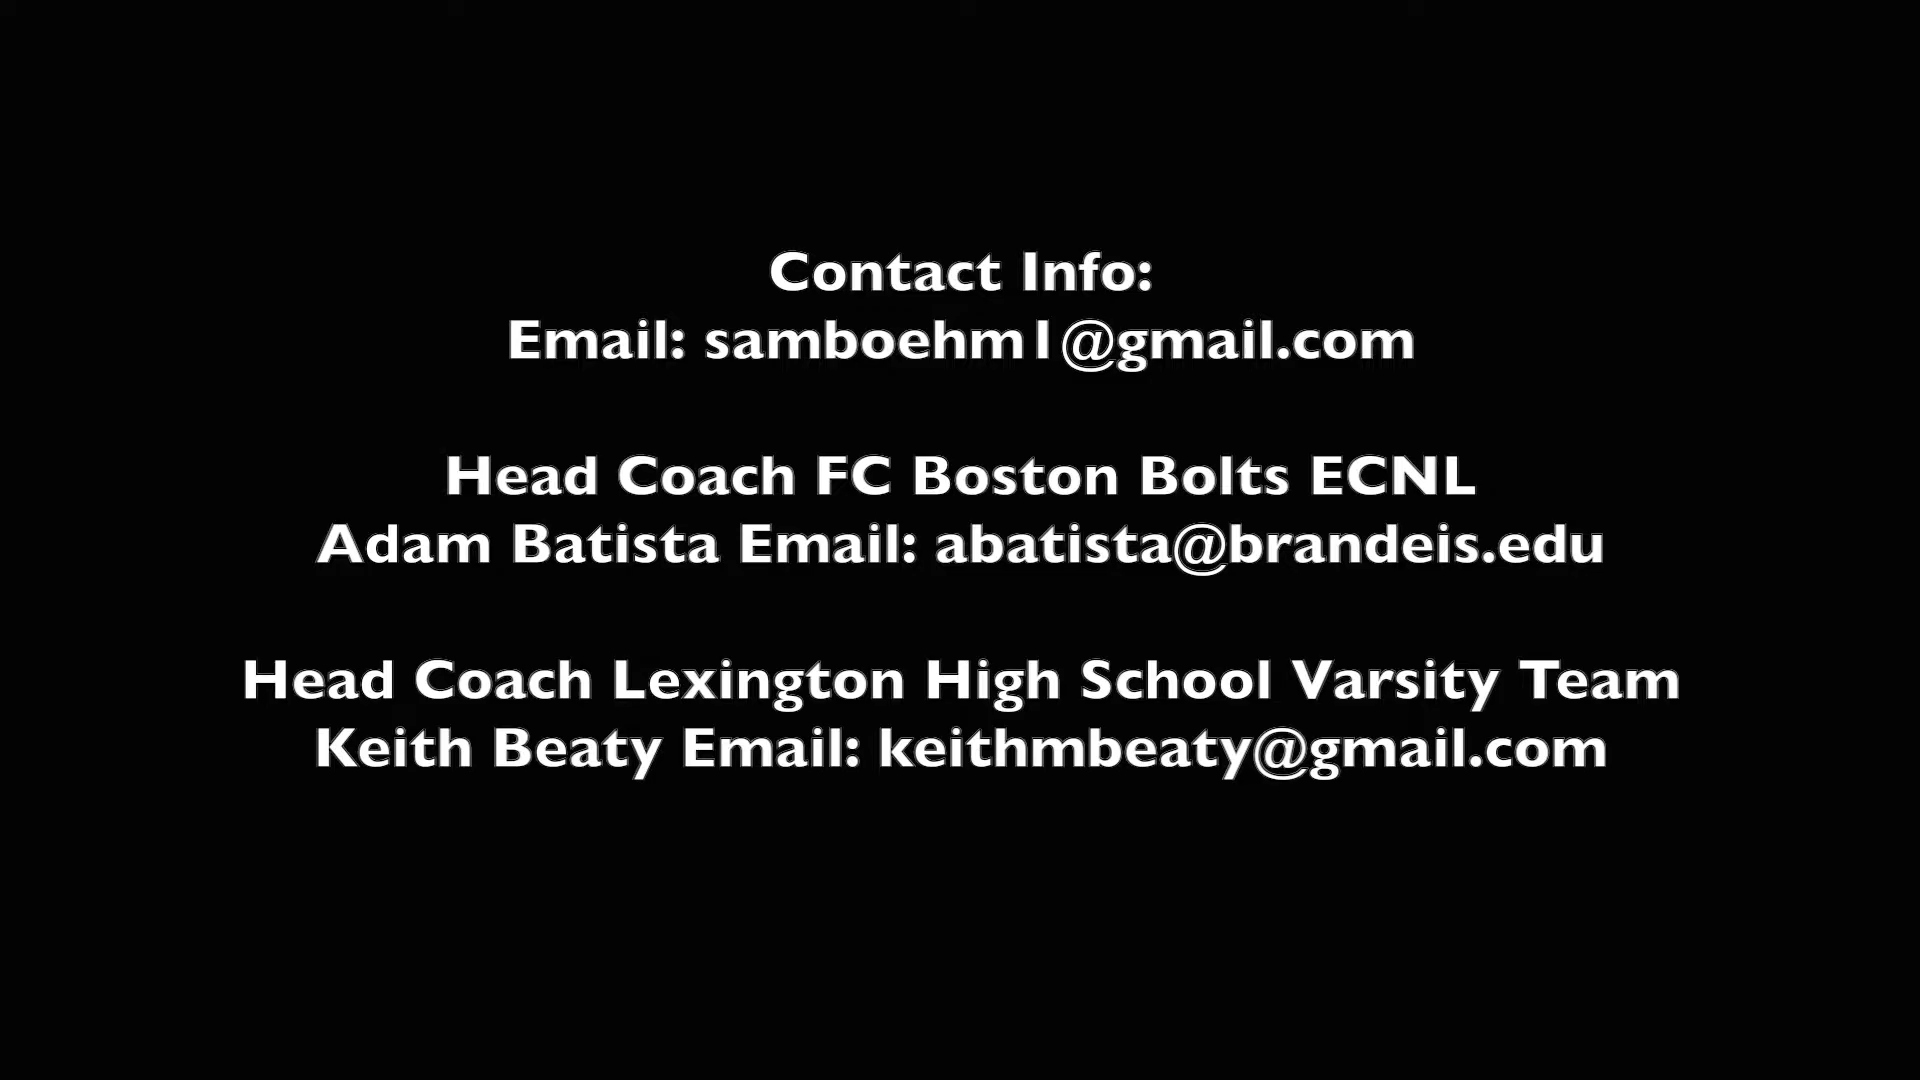 Contact Info:
Email: samboehm1@gmail.com
Head Coach FC Boston Bolts ECNL
Adam Batista Email: abatista@brandeis.edu
Head Coach Lexington High School Varsity Team
Keith Beaty Email: keithmbeaty@gmail.com